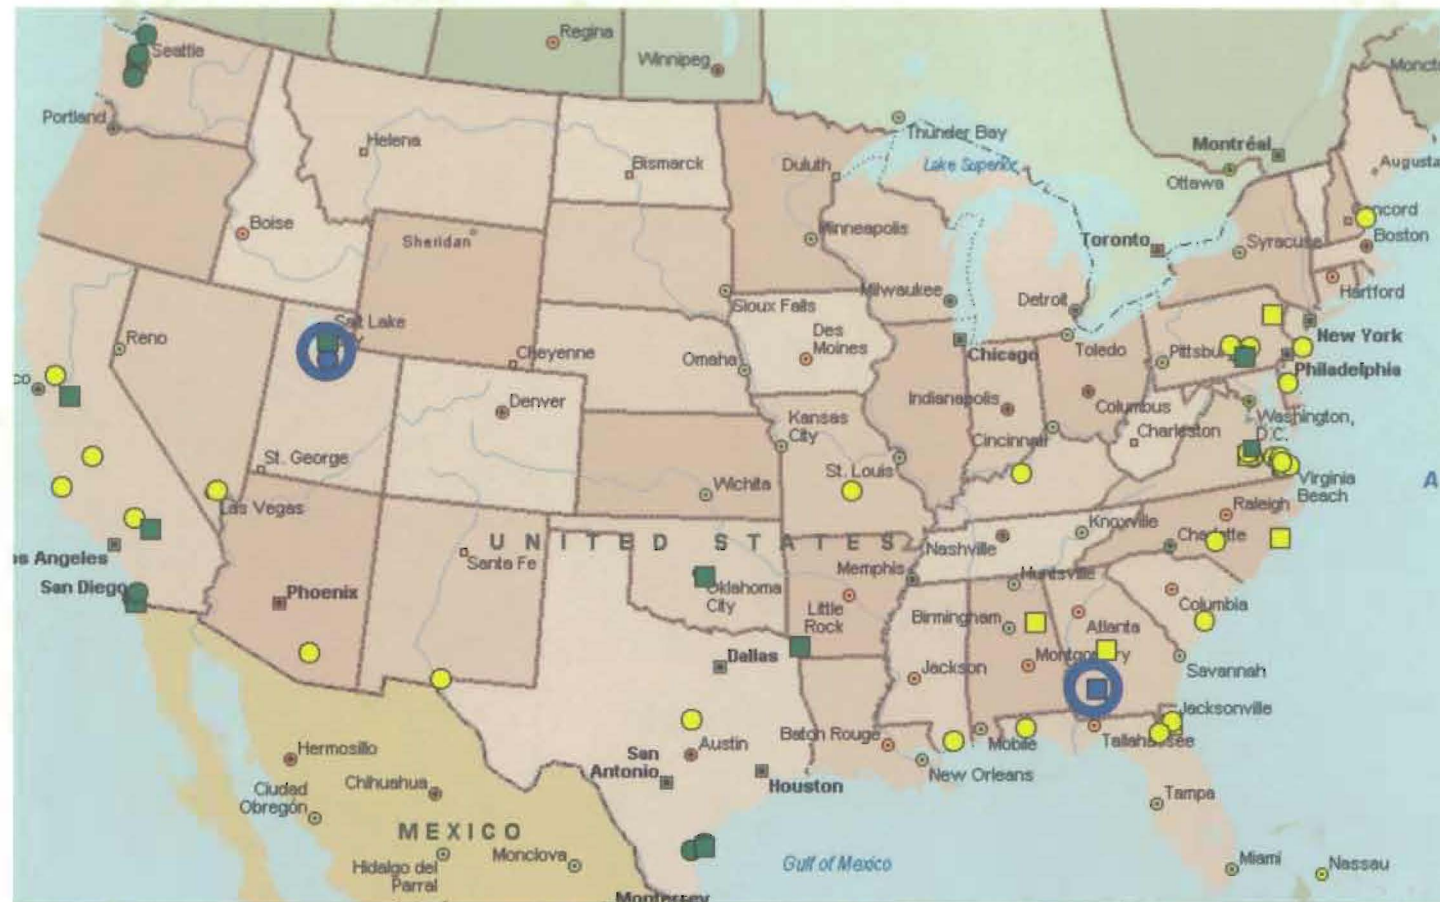 Regina
Seattle
Winnipeg
Portland
Thunder Bay
Helena
Montréal
Bismarck
Duluth
Lake Superior
Augusta
Ottawa
Boise
Sheridan
Minneapolis
Toronto
Syracuse
Boston
Milwaukee
Detroit
Hartford
Sioux Falls
Salt Lake
Des
Moines
Reno
Cheyenne
Omaha
Chicago
Toledo
New York
Philadelphia
Denver
Indianapolis
Columbus
Kansas
City
Washington,
D.C.
Cincinnati
Charleston
St. George
St. Louis
Wichita
Virginia
Beach
Las Vegas
Raleigh
UNITED STATES
Knoxville
Nashville
Charlotte
os Angeles
Santa Fe
Memphis
Huntsville
San Diego
Phoenix
Oklahoma
City
Little
Rock
Birmingham
Columbia
Atlanta
Dallas
Jackson
Montgomery
Savannah
Jacksonville
Baton Rouge
Mobile
Tallahassee
Hermosillo
Austin
San
Antonio
New Orleans
Houston
Chihuahua
Ciudad
Obregón
Tampa
MEXICO
Hidalgo del
Parral
Monclova
Gulf of Mexico
Miami
Nassau
Monterrey
A